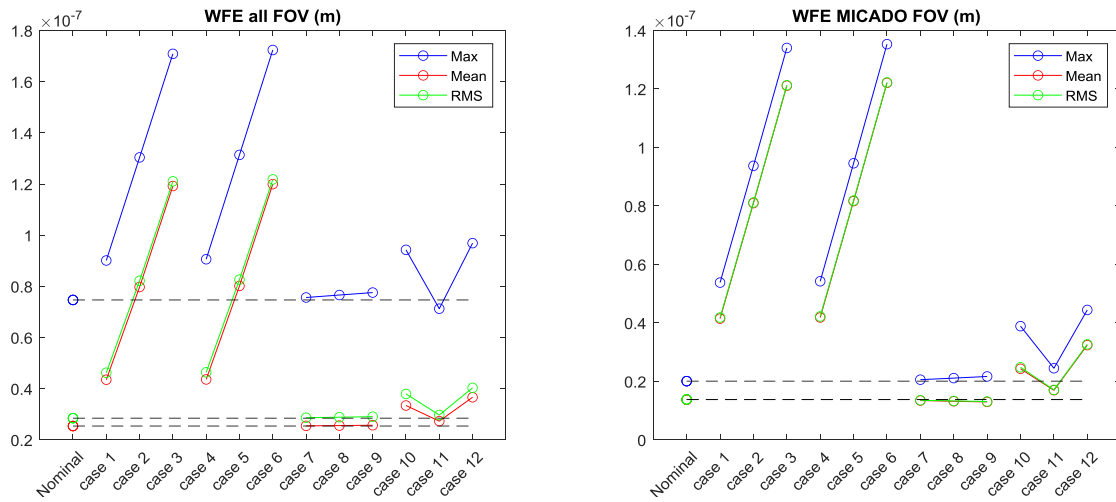 WFE all FOV (m)
×10⁻⁷
1.8
1.6
1.4
1.2
1
0.8
0.6
0.4
0.2
Max
Mean
RMS
Nominal
case 1
case 2
case 3
case 4
case 5
case 6
case 7
case 8
case 9
case 10
case 11
case 12
WFE MICADO FOV (m)
×10⁻⁷
1.4
1.2
1
0.8
0.6
0.4
0.2
0
Max
Mean
RMS
Nominal
case 1
case 2
case 3
case 4
case 5
case 6
case 7
case 8
case 9
case 10
case 11
case 12